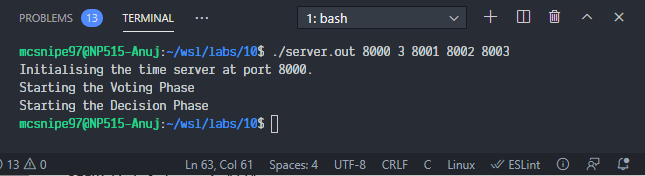 PROBLEMS 13 TERMINAL ··· 1: bash
mcsnipe97@NP515-Anuj:~/wsl/labs/10$ ./server.out 8000 3 8001 8002 8003
Initialising the time server at port 8000.
Starting the Voting Phase
Starting the Decision Phase
mcsnipe97@NP515-Anuj:~/wsl/labs/10$
13 0 Ln 63, Col 61 Spaces: 4 UTF-8 CRLF C Linux ESLint